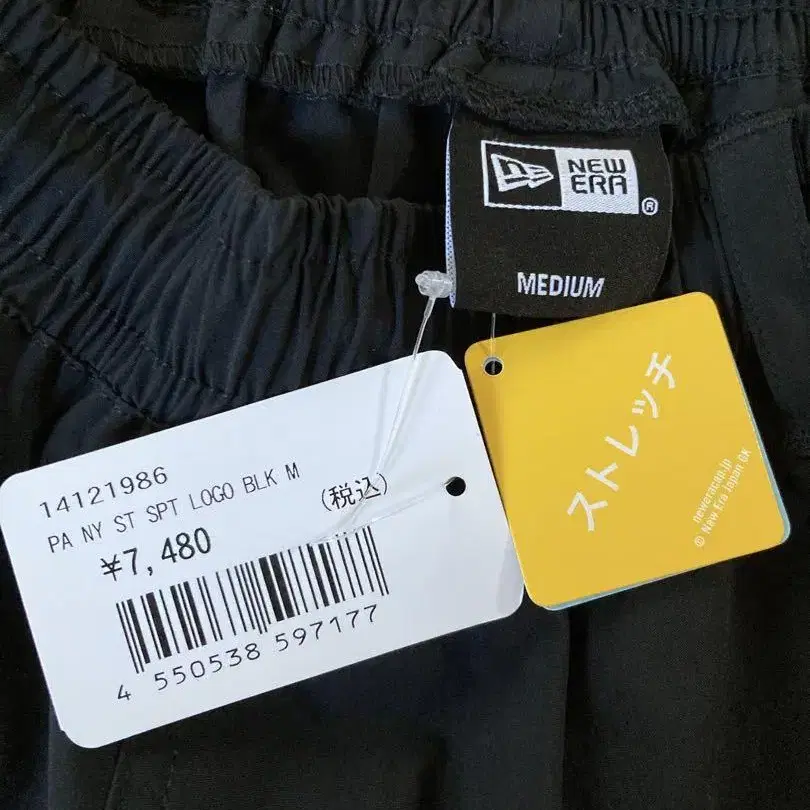 NEW
ERA
®
MEDIUM
ストレッチ
neweracap.jp
© New Era Japan GK
14121986
PA NY ST SPT LOGO BLK M
¥7,480 (税込)
4 550538 597177